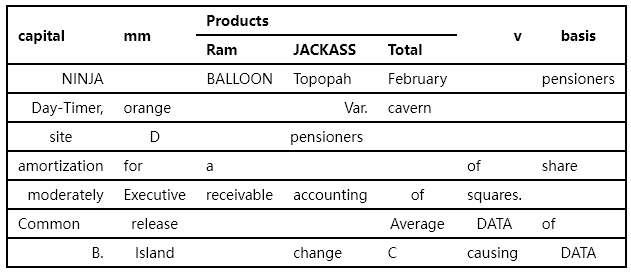 capital mm Products v basis
Ram JACKASS Total
NINJA BALLOON Topopah February pensioners
Day-Timer, orange Var. cavern
site D pensioners
amortization for a of share
moderately Executive receivable accounting of squares.
Common release Average DATA of
B. Island change C causing DATA